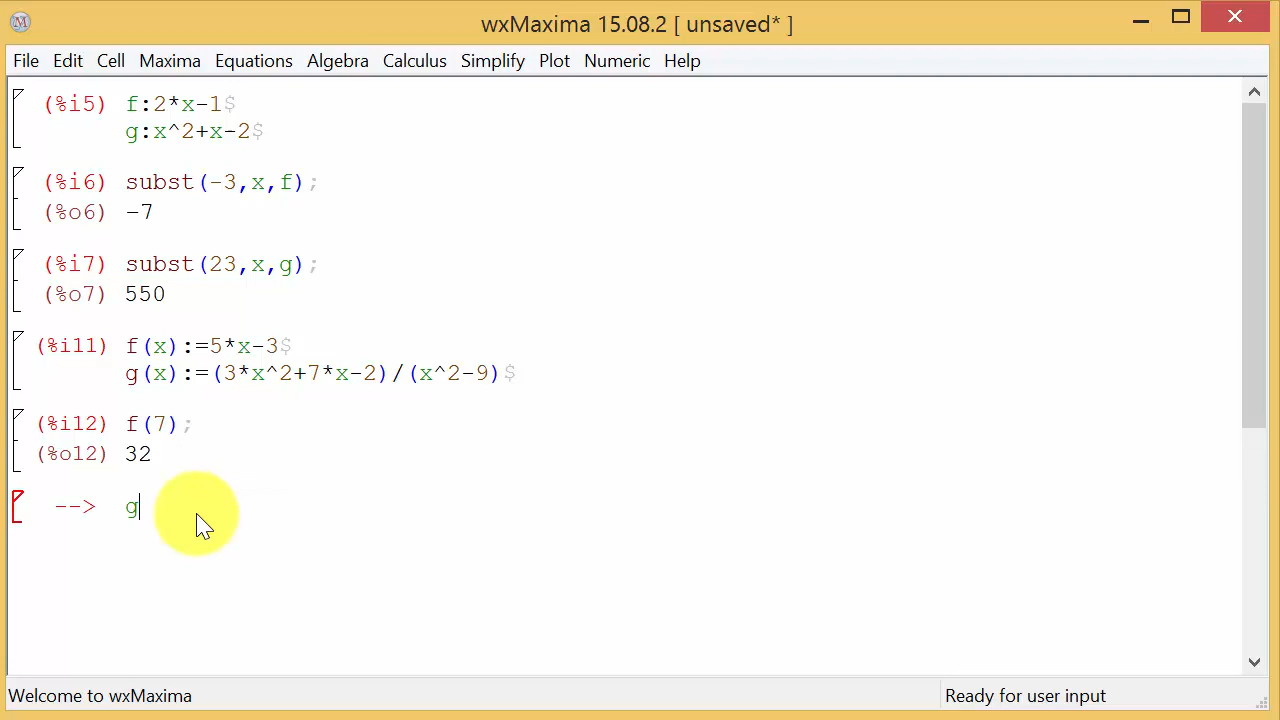 wxMaxima 15.08.2 [ unsaved* ]
File Edit Cell Maxima Equations Algebra Calculus Simplify Plot Numeric Help
(%i5) f:2*x-1$
g:x^2+x-2$
(%i6) subst(-3,x,f);
(%o6) -7
(%i7) subst(23,x,g);
(%o7) 550
(%i11) f(x):=5*x-3$
g(x):=(3*x^2+7*x-2)/(x^2-9)$
(%i12) f(7);
(%o12) 32
--> g
Welcome to wxMaxima Ready for user input